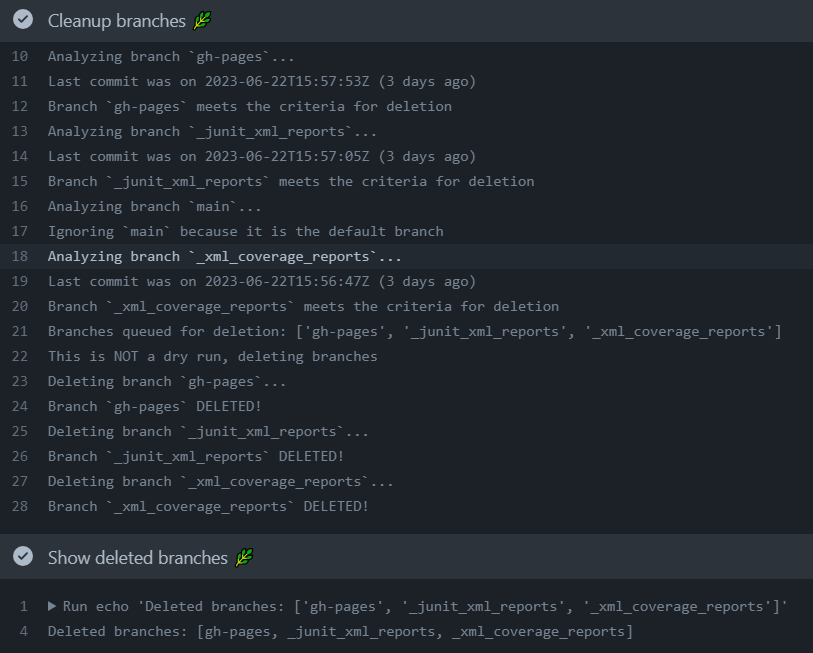 Cleanup branches 🌿
10 Analyzing branch `gh-pages`...
11 Last commit was on 2023-06-22T15:57:53Z (3 days ago)
12 Branch `gh-pages` meets the criteria for deletion
13 Analyzing branch `_junit_xml_reports`...
14 Last commit was on 2023-06-22T15:57:05Z (3 days ago)
15 Branch `_junit_xml_reports` meets the criteria for deletion
16 Analyzing branch `main`...
17 Ignoring `main` because it is the default branch
18 Analyzing branch `_xml_coverage_reports`...
19 Last commit was on 2023-06-22T15:56:47Z (3 days ago)
20 Branch `_xml_coverage_reports` meets the criteria for deletion
21 Branches queued for deletion: ['gh-pages', '_junit_xml_reports', '_xml_coverage_reports']
22 This is NOT a dry run, deleting branches
23 Deleting branch `gh-pages`...
24 Branch `gh-pages` DELETED!
25 Deleting branch `_junit_xml_reports`...
26 Branch `_junit_xml_reports` DELETED!
27 Deleting branch `_xml_coverage_reports`...
28 Branch `_xml_coverage_reports` DELETED!
Show deleted branches 🌿
1 ▶ Run echo 'Deleted branches: ['gh-pages', '_junit_xml_reports', '_xml_coverage_reports']'
4 Deleted branches: [gh-pages, _junit_xml_reports, _xml_coverage_reports]